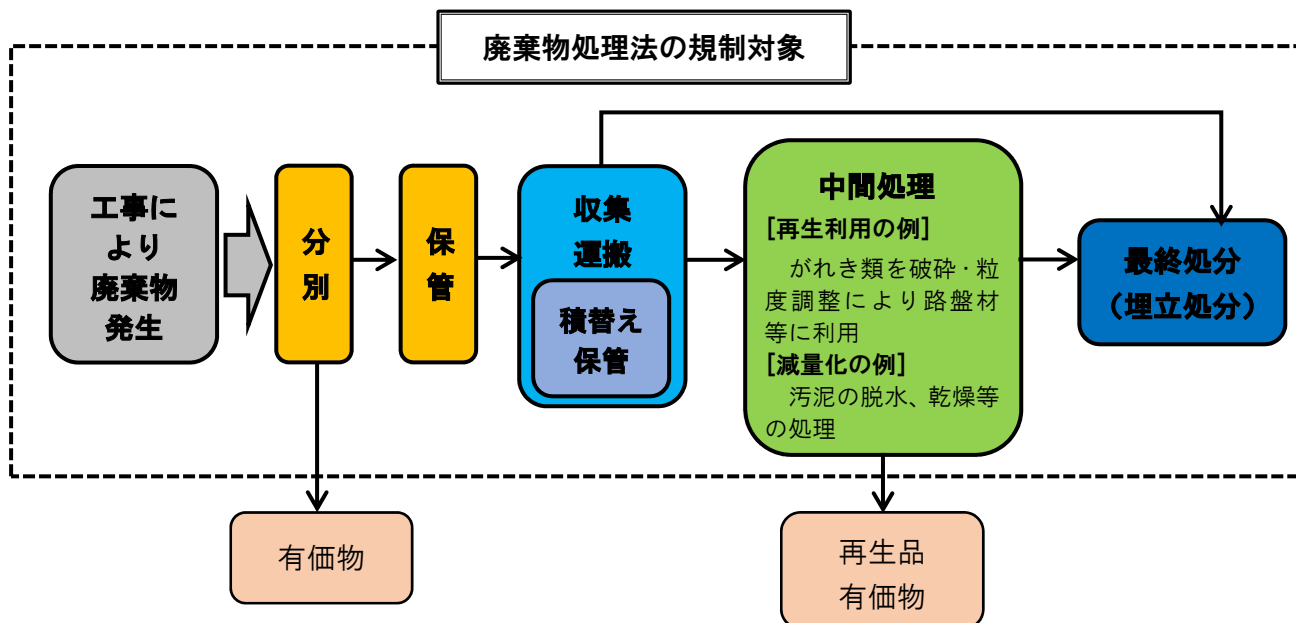 廃棄物処理法の規制対象
工事に
より
廃棄物
発生
分
別
保
管
収集
運搬
積替え
保管
中間処理
[再生利用の例]
がれき類を破砕・粒
度調整により路盤材
等に利用
[減量化の例]
汚泥の脱水、乾燥等
の処理
最終処分
（埋立処分）
有価物
再生品
有価物